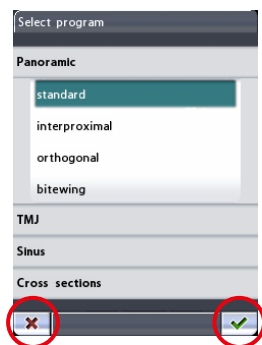 Select program
Panoramic
standard
interproximal
orthogonal
bitewing
TMJ
Sinus
Cross sections